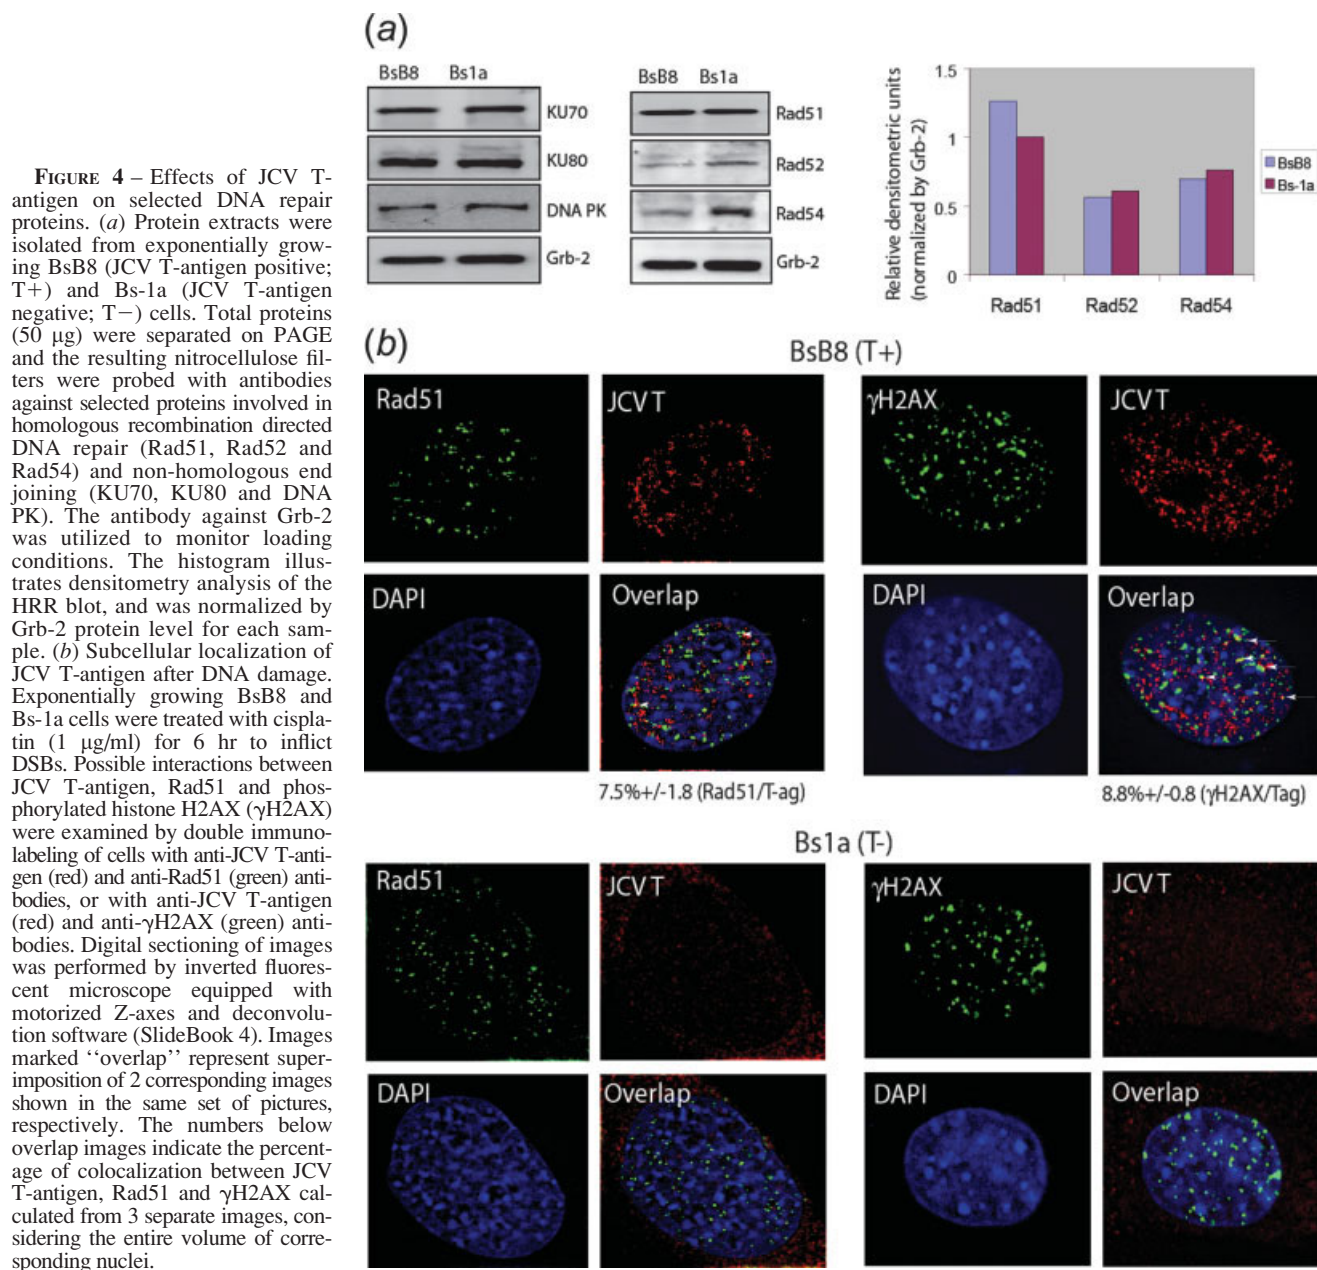 FIGURE 4 – Effects of JCV T-
antigen on selected DNA repair
proteins. (a) Protein extracts were
isolated from exponentially grow-
ing BsB8 (JCV T-antigen positive;
T+) and Bs-1a (JCV T-antigen
negative; T−) cells. Total proteins
(50 μg) were separated on PAGE
and the resulting nitrocellulose fil-
ters were probed with antibodies
against selected proteins involved in
homologous recombination directed
DNA repair (Rad51, Rad52 and
Rad54) and non-homologous end
joining (KU70, KU80 and DNA
PK). The antibody against Grb-2
was utilized to monitor loading
conditions. The histogram illus-
trates densitometry analysis of the
HRR blot, and was normalized by
Grb-2 protein level for each sam-
ple. (b) Subcellular localization of
JCV T-antigen after DNA damage.
Exponentially growing BsB8 and
Bs-1a cells were treated with cispla-
tin (1 μg/ml) for 6 hr to inflict
DSBs. Possible interactions between
JCV T-antigen, Rad51 and phos-
phorylated histone H2AX (γH2AX)
were examined by double immuno-
labeling of cells with anti-JCV T-anti-
gen (red) and anti-Rad51 (green) anti-
bodies, or with anti-JCV T-antigen
(red) and anti-γH2AX (green) anti-
bodies. Digital sectioning of images
was performed by inverted fluores-
cent microscope equipped with
motorized Z-axes and deconvolu-
tion software (SlideBook 4). Images
marked ‘‘overlap’’ represent super-
imposition of 2 corresponding images
shown in the same set of pictures,
respectively. The numbers below
overlap images indicate the percent-
age of colocalization between JCV
T-antigen, Rad51 and γH2AX cal-
culated from 3 separate images, con-
sidering the entire volume of corre-
sponding nuclei.
(a)
BsB8 Bs1a
KU70
KU80
DNA PK
Grb-2
BsB8 Bs1a
Rad51
Rad52
Rad54
Grb-2
Relative densitometric units
(normalized by Grb-2)
1.5
1
0.5
0
Rad51 Rad52 Rad54
BsB8
Bs-1a
(b)
BsB8 (T+)
Rad51 JCV T γH2AX JCV T
DAPI Overlap DAPI Overlap
7.5%+/-1.8 (Rad51/T-ag) 8.8%+/-0.8 (γH2AX/Tag)
Bs1a (T-)
Rad51 JCV T γH2AX JCV T
DAPI Overlap DAPI Overlap